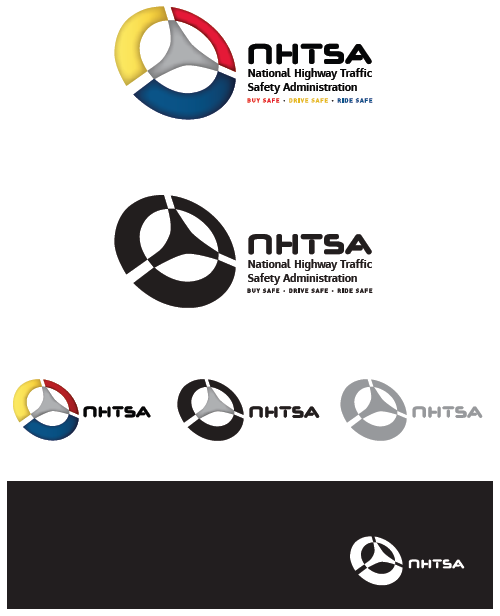 NHTSA
National Highway Traffic
Safety Administration
BUY SAFE · DRIVE SAFE · RIDE SAFE
NHTSA
National Highway Traffic
Safety Administration
BUY SAFE · DRIVE SAFE · RIDE SAFE
NHTSA
NHTSA
NHTSA
NHTSA